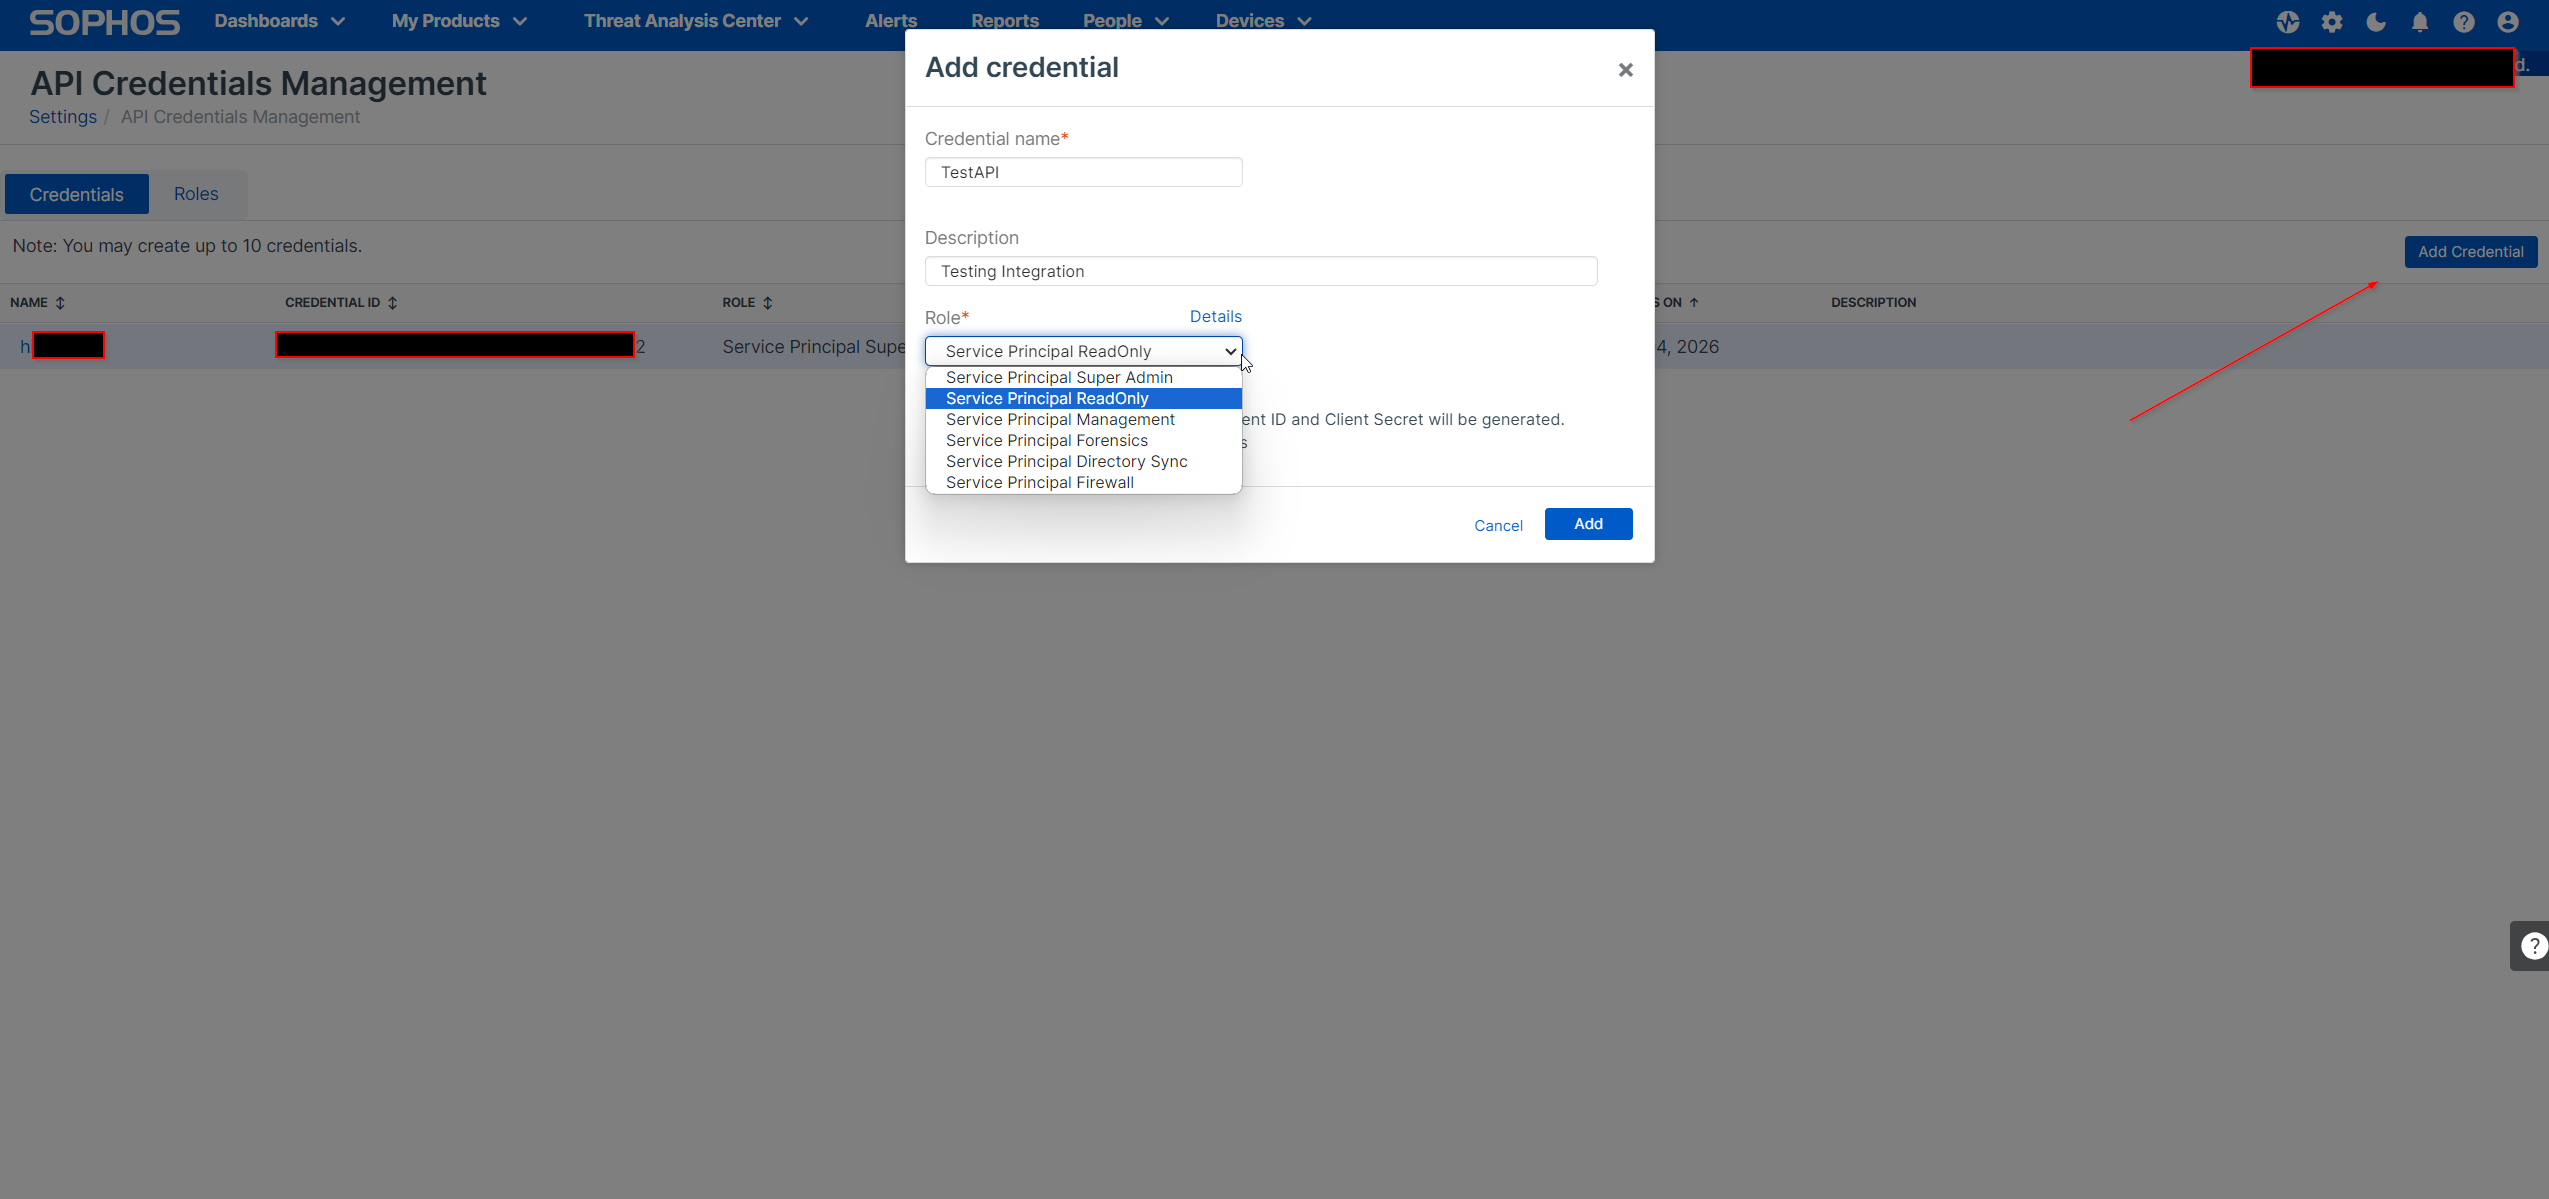 SOPHOS Dashboards My Products Threat Analysis Center Alerts Reports People Devices
API Credentials Management
Settings / API Credentials Management
d.
Credentials Roles
Note: You may create up to 10 credentials.
Add Credential
NAME CREDENTIAL ID ROLE S ON DESCRIPTION
h 2 Service Principal Supe 4, 2026
Add credential
Credential name*
TestAPI
Description
Testing Integration
Role* Details
Service Principal ReadOnly
Service Principal Super Admin
Service Principal ReadOnly
Service Principal Management
Service Principal Forensics
Service Principal Directory Sync
Service Principal Firewall
ent ID and Client Secret will be generated.
s
Cancel Add